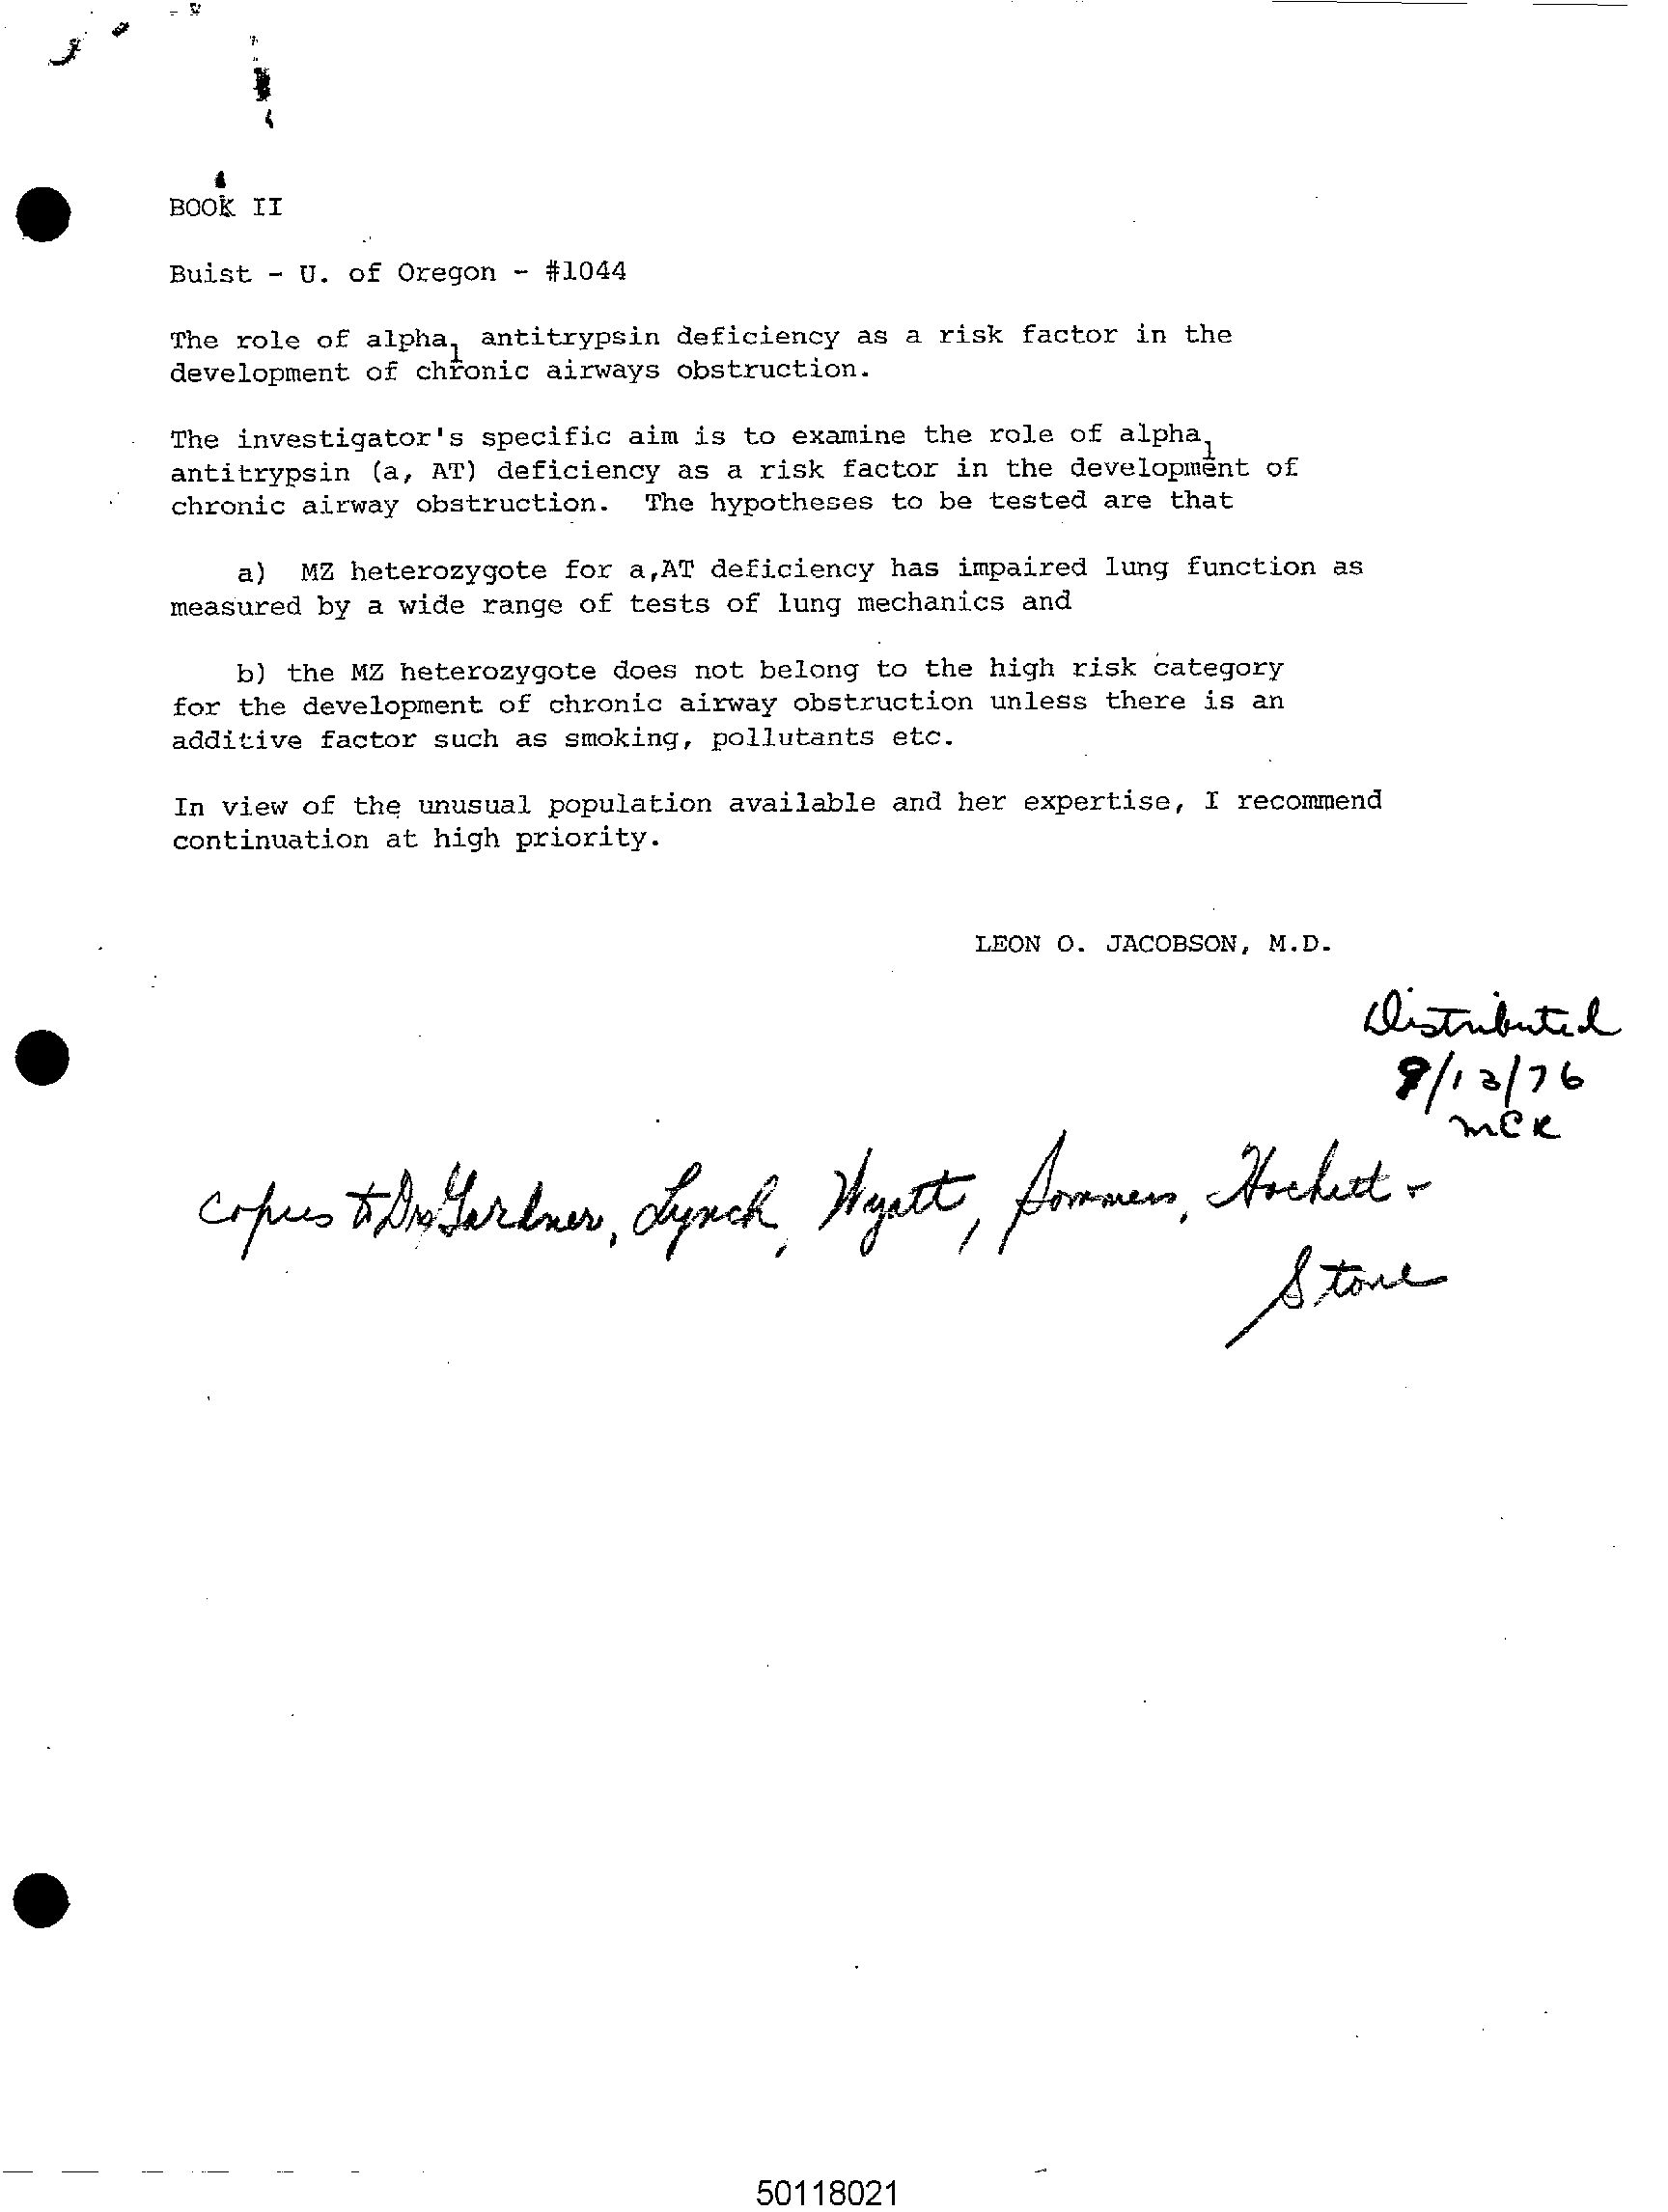 BOOK II
Buist - U. of Oregon - #1044
The role of alpha1 antitrypsin deficiency as a risk factor in the
development of chronic airways obstruction.
The investigator's specific aim is to examine the role of alpha1
antitrypsin (a, AT) deficiency as a risk factor in the development of
chronic airway obstruction. The hypotheses to be tested are that
a) MZ heterozygote for a,AT deficiency has impaired lung function as
measured by a wide range of tests of lung mechanics and
b) the MZ heterozygote does not belong to the high risk category
for the development of chronic airway obstruction unless there is an
additive factor such as smoking, pollutants etc.
In view of the unusual population available and her expertise, I recommend
continuation at high priority.
LEON O. JACOBSON, M.D.
Distributed
9/13/76
MCK
copies to Drs Gardner, Lynch, Wyatt, Sommers, Hockett +
Stone
50118021